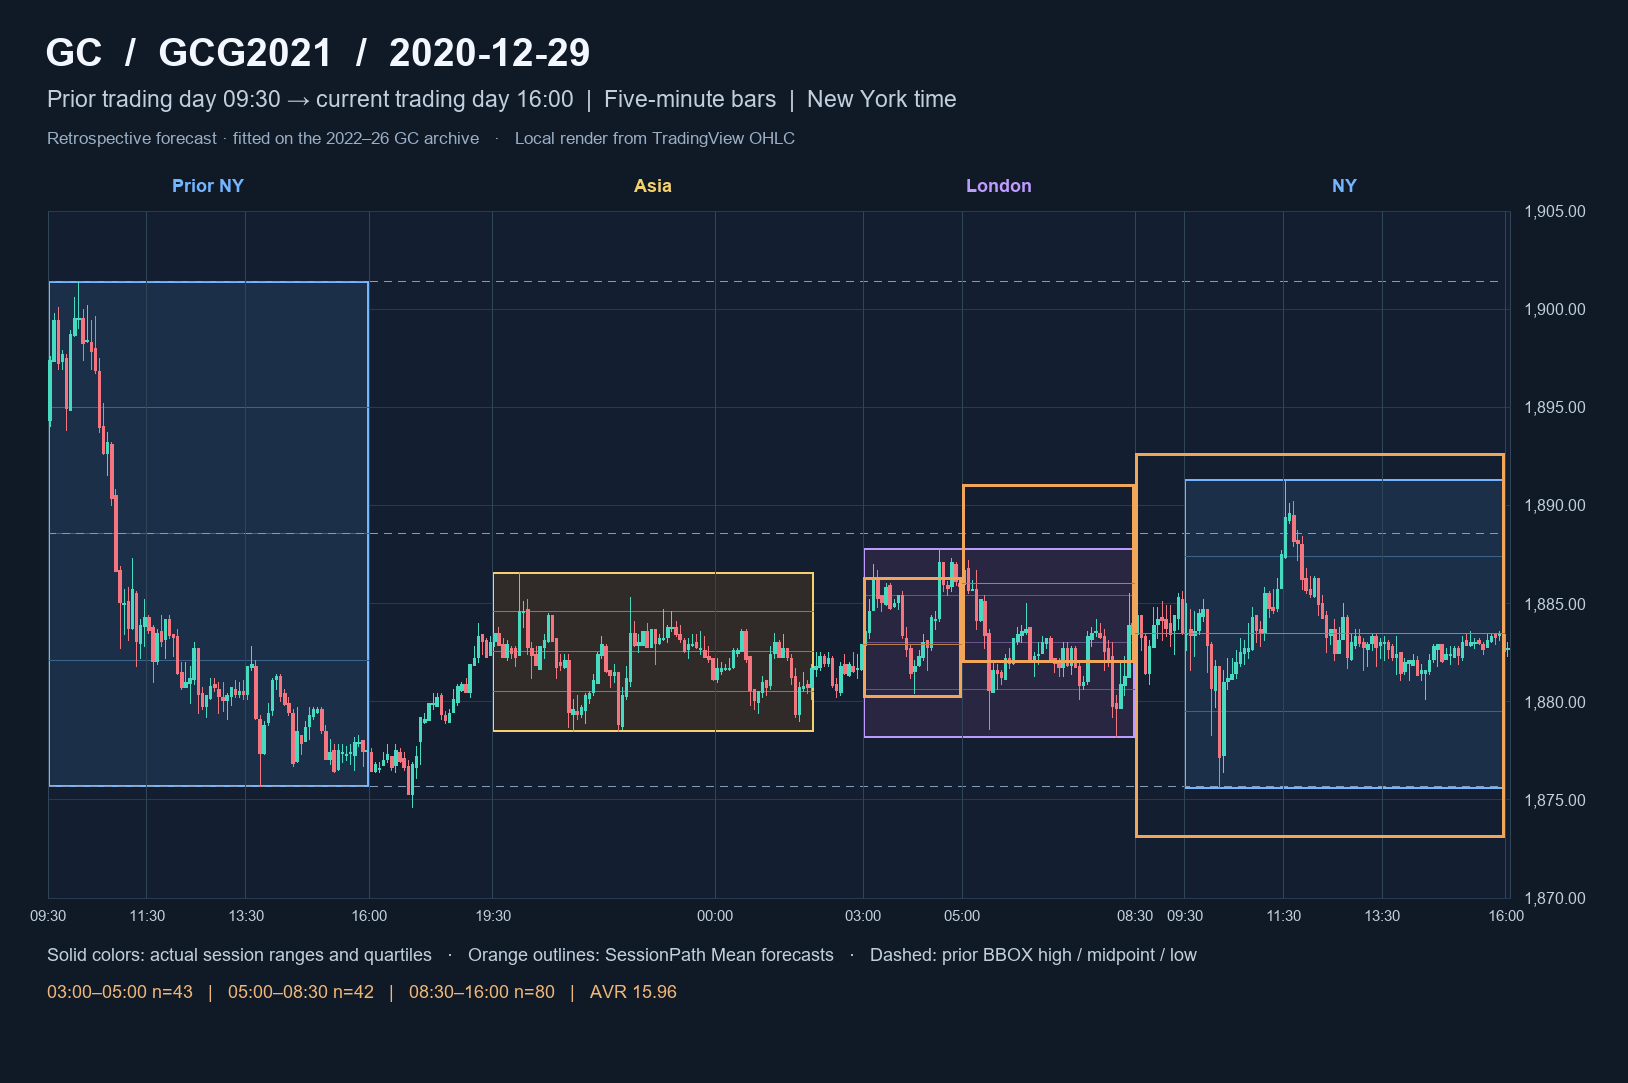 GC / GCG2021 / 2020-12-29
Prior trading day 09:30 → current trading day 16:00 | Five-minute bars | New York time
Retrospective forecast · fitted on the 2022–26 GC archive · Local render from TradingView OHLC
Prior NY
Asia
London
NY
1,905.00
1,900.00
1,895.00
1,890.00
1,885.00
1,880.00
1,875.00
1,870.00
09:30 11:30 13:30 16:00 19:30 00:00 03:00 05:00 08:30 09:30 11:30 13:30 16:00
Solid colors: actual session ranges and quartiles · Orange outlines: SessionPath Mean forecasts · Dashed: prior BBOX high / midpoint / low
03:00–05:00 n=43 | 05:00–08:30 n=42 | 08:30–16:00 n=80 | AVR 15.96